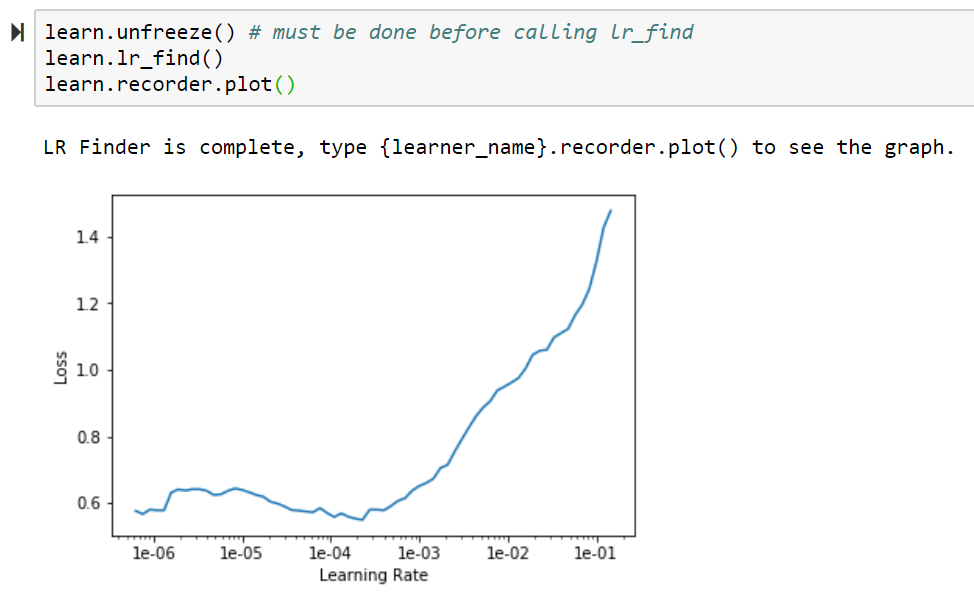 learn.unfreeze() # must be done before calling lr_find
learn.lr_find()
learn.recorder.plot()
LR Finder is complete, type {learner_name}.recorder.plot() to see the graph.
1.4
1.2
1.0
0.8
0.6
Loss
1e-06 1e-05 1e-04 1e-03 1e-02 1e-01
Learning Rate